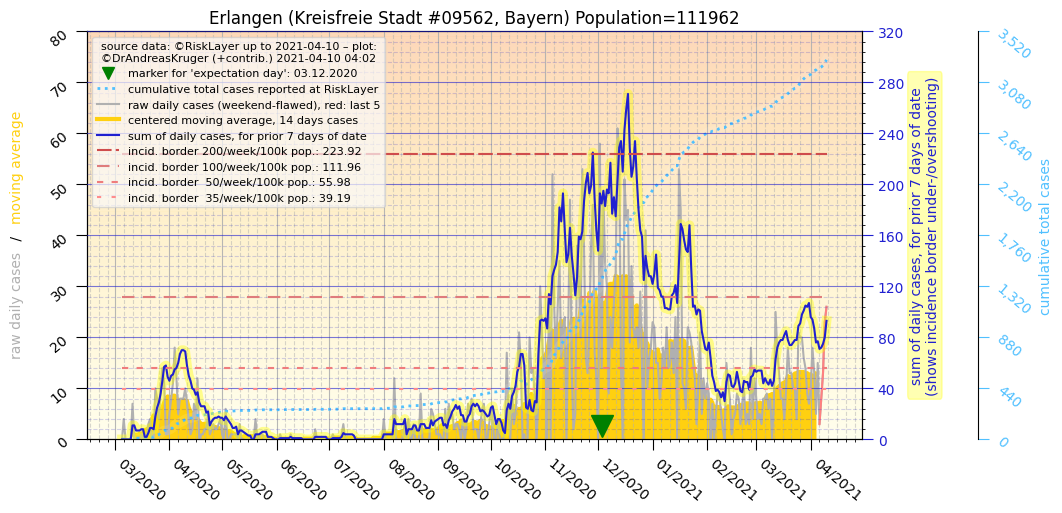 Erlangen (Kreisfreie Stadt #09562, Bayern) Population=111962
source data: ©RiskLayer up to 2021-04-10 – plot:
©DrAndreasKruger (+contrib.) 2021-04-10 04:02
marker for 'expectation day': 03.12.2020
cumulative total cases reported at RiskLayer
raw daily cases (weekend-flawed), red: last 5
centered moving average, 14 days case
sum of daily cases, for prior 7 days of date
incid. border 200/week/100k pop.: 223.92
incid. border 100/week/100k pop.: 111.96
incid. border  50/week/100k pop.: 55.98
incid. border  35/week/100k pop.: 39.19
raw daily cases / moving average
0
10
20
30
40
50
60
70
80
03/2020
04/2020
05/2020
06/2020
07/2020
08/2020
09/2020
10/2020
11/2020
12/2020
01/2021
02/2021
03/2021
04/2021
0
40
80
120
160
200
240
280
320
sum of daily cases, for prior 7 days of date
(shows incidence border under-/overshooting)
0
440
880
1,320
1,760
2,200
2,640
3,080
3,520
cumulative total cases